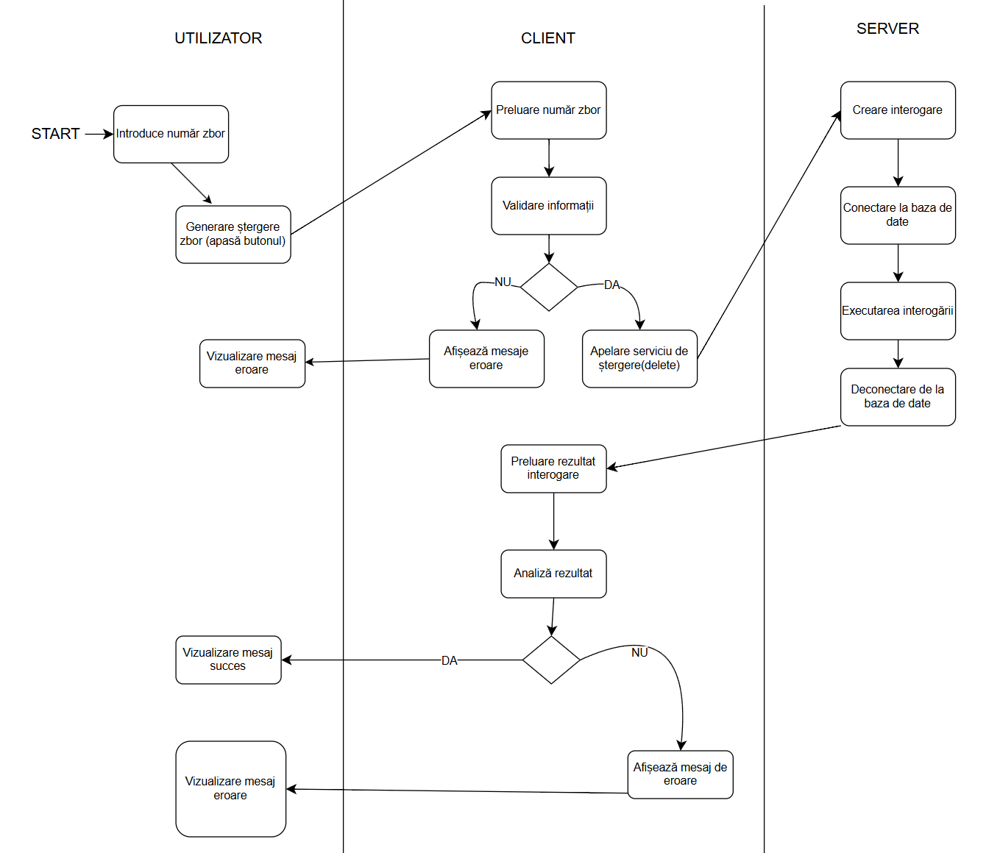 UTILIZATOR
CLIENT
SERVER
START
Introduce număr zbor
Generare ștergere
zbor (apasă butonul)
Preluare număr zbor
Validare informații
NU
DA
Afișează mesaje
eroare
Vizualizare mesaj
eroare
Apelare serviciu de
ștergere(delete)
Creare interogare
Conectare la baza de
date
Executarea interogării
Deconectare de la
baza de date
Preluare rezultat
interogare
Analiză rezultat
DA
NU
Vizualizare mesaj
succes
Afișează mesaj de
eroare
Vizualizare mesaj
eroare